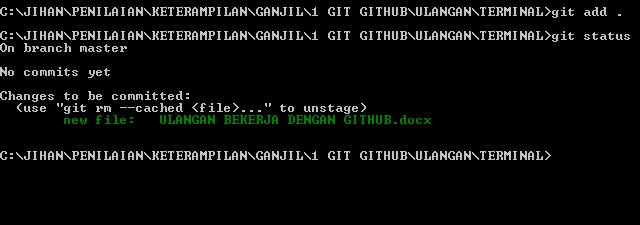 C:\JIHAN\PENILAIAN\KETERAMPILAN\GANJIL\1 GIT GITHUB\ULANGAN\TERMINAL>git add .
C:\JIHAN\PENILAIAN\KETERAMPILAN\GANJIL\1 GIT GITHUB\ULANGAN\TERMINAL>git status
On branch master
No commits yet
Changes to be committed:
  (use "git rm --cached <file>..." to unstage)
        new file:   ULANGAN BEKERJA DENGAN GITHUB.docx
C:\JIHAN\PENILAIAN\KETERAMPILAN\GANJIL\1 GIT GITHUB\ULANGAN\TERMINAL>